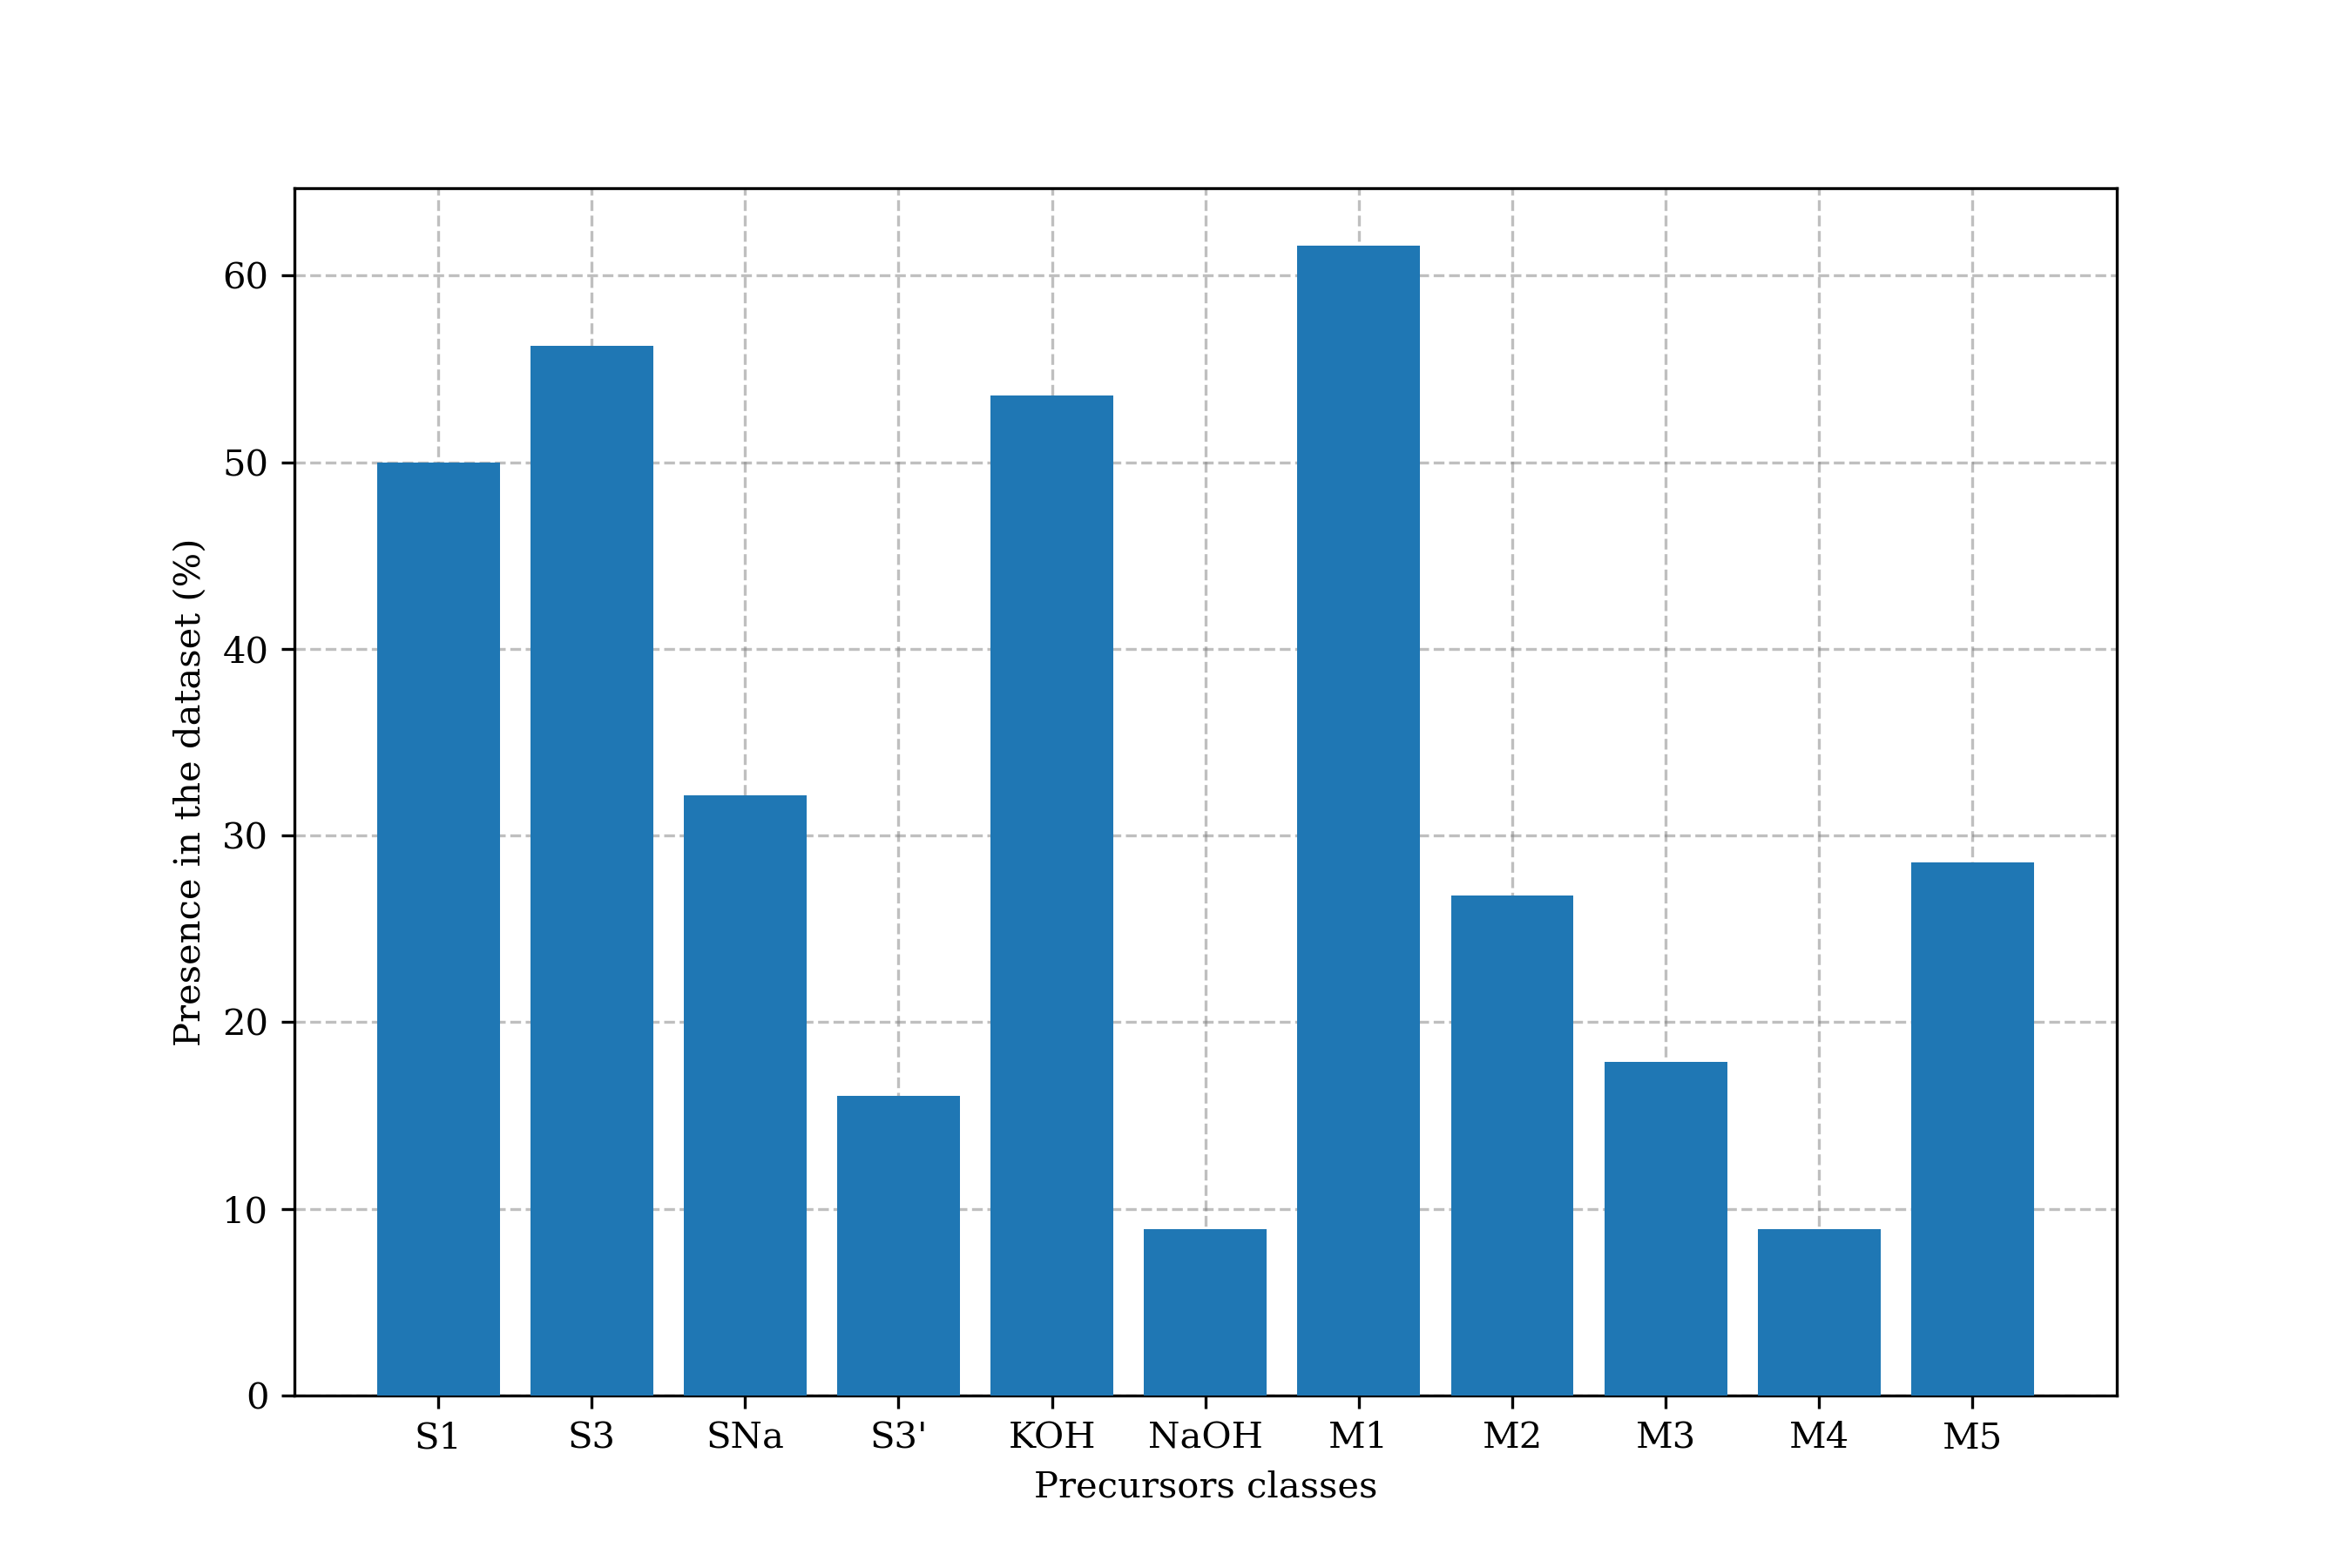 Presence in the dataset (%)
60
50
40
30
20
10
0
S1 S3 SNa S3' KOH NaOH M1 M2 M3 M4 M5
Precursors classes